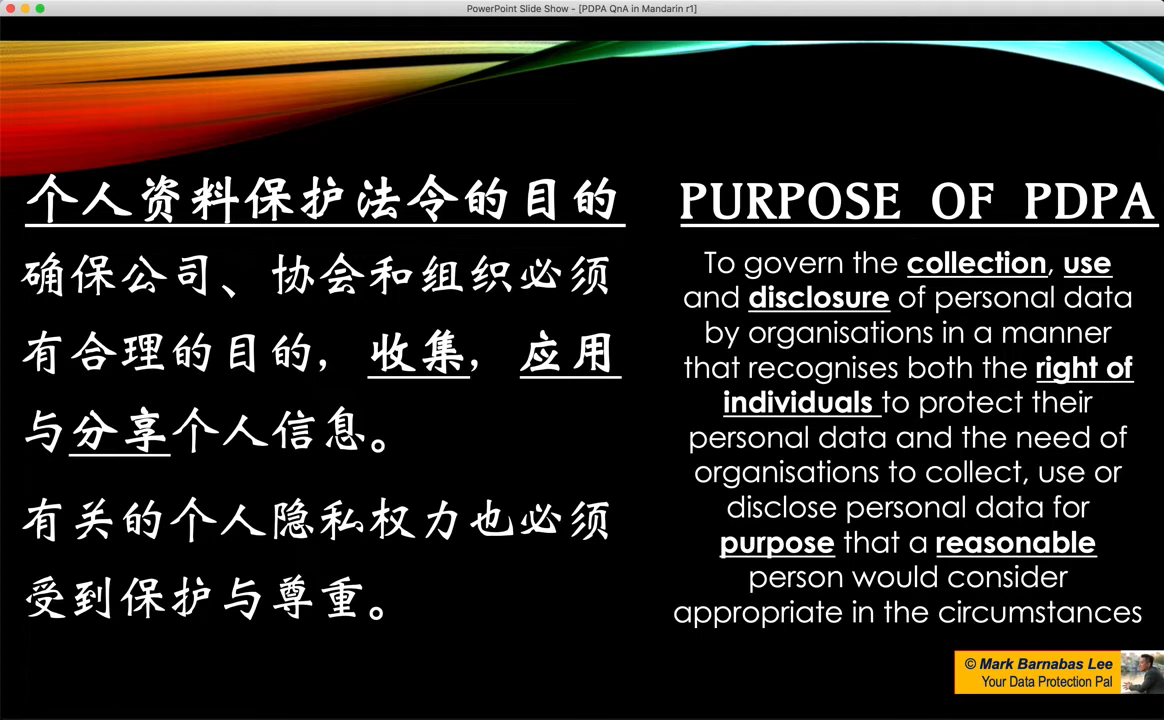 PowerPoint Slide Show - [PDPA QnA in Mandarin r1]
个人资料保护法令的目的
确保公司、协会和组织必须
有合理的目的，收集，应用
与分享个人信息。
有关的个人隐私权力也必须
受到保护与尊重。
PURPOSE OF PDPA
To govern the collection, use
and disclosure of personal data
by organisations in a manner
that recognises both the right of
individuals to protect their
personal data and the need of
organisations to collect, use or
disclose personal data for
purpose that a reasonable
person would consider
appropriate in the circumstances
© Mark Barnabas Lee
Your Data Protection Pal